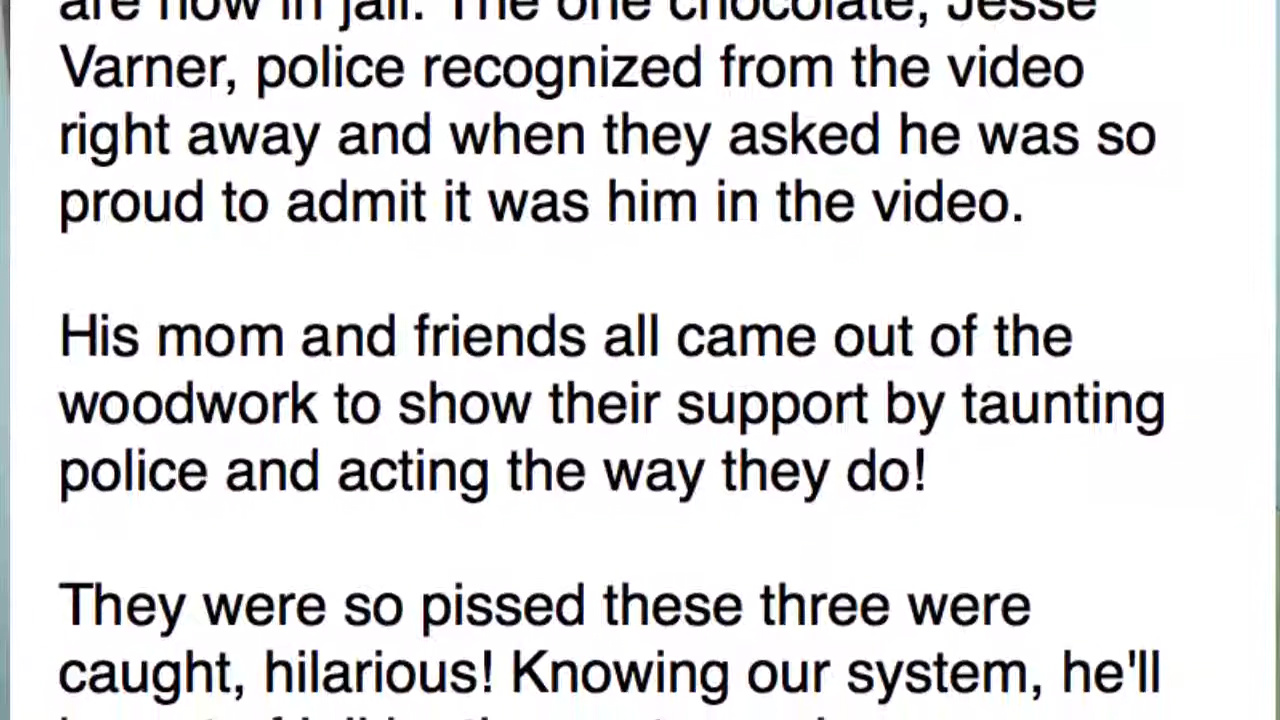 are now in jail. The one chocolate, Jesse
Varner, police recognized from the video
right away and when they asked he was so
proud to admit it was him in the video.
His mom and friends all came out of the
woodwork to show their support by taunting
police and acting the way they do!
They were so pissed these three were
caught, hilarious! Knowing our system, he'll